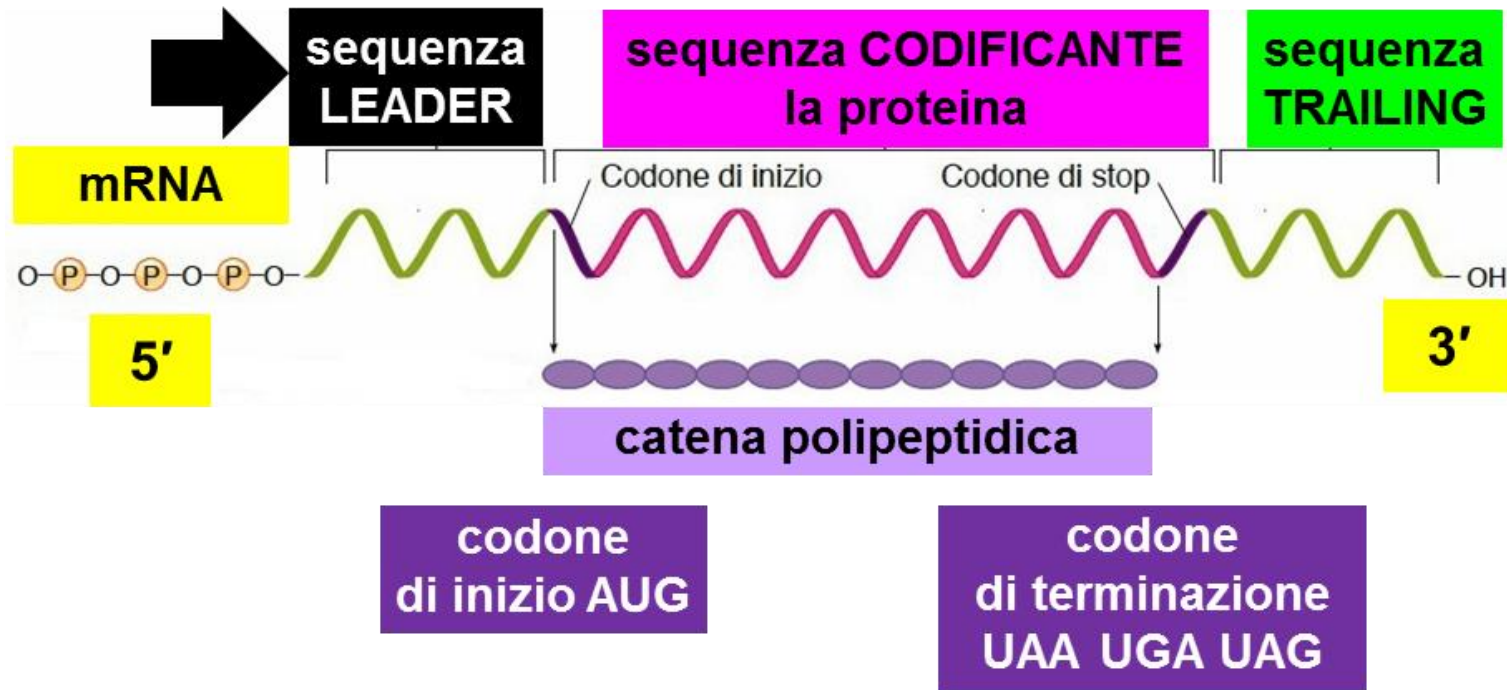 sequenza
LEADER
sequenza CODIFICANTE
la proteina
sequenza
TRAILING
mRNA
Codone di inizio
Codone di stop
O-P-O-P-O-P-O-
-OH
5'
3'
catena polipeptidica
codone
di inizio AUG
codone
di terminazione
UAA UGA UAG